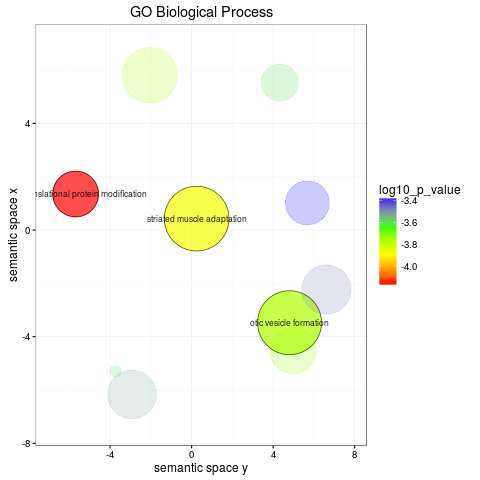 GO Biological Process
log10_p_value
-3.4
-3.6
-3.8
-4.0
4
0
-4
-8
nslational protein modification
striated muscle adaptation
otic vesicle formation
-4
0
4
8
semantic space y
semantic space x